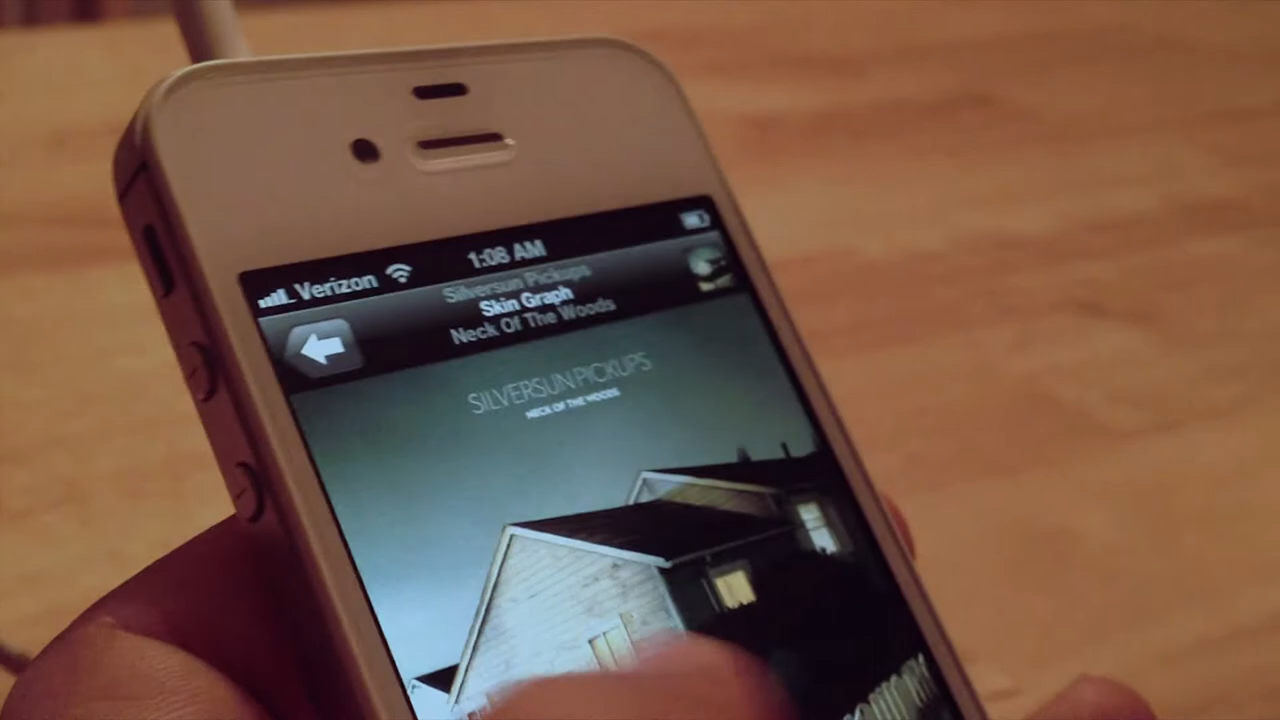 Verizon 1:08 AM
Silversun Pickups
Skin Graph
Neck Of The Woods
SILVERSUN PICKUPS
NECK OF THE WOODS